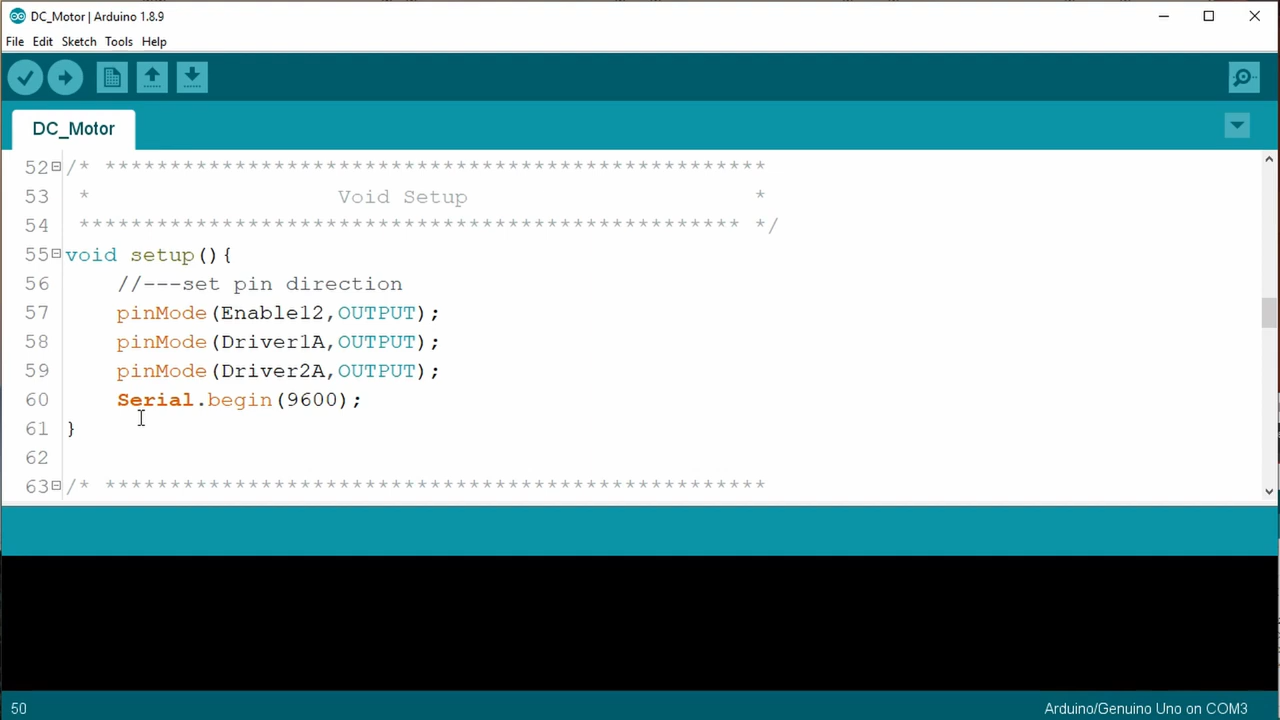 DC_Motor | Arduino 1.8.9
File Edit Sketch Tools Help
DC_Motor
52 /* ***************************************************
53 * Void Setup *
54 *************************************************** */
55 void setup(){
56 //---set pin direction
57 pinMode(Enable12,OUTPUT);
58 pinMode(Driver1A,OUTPUT);
59 pinMode(Driver2A,OUTPUT);
60 Serial.begin(9600);
61 }
62
63 /* ***************************************************
50 Arduino/Genuino Uno on COM3